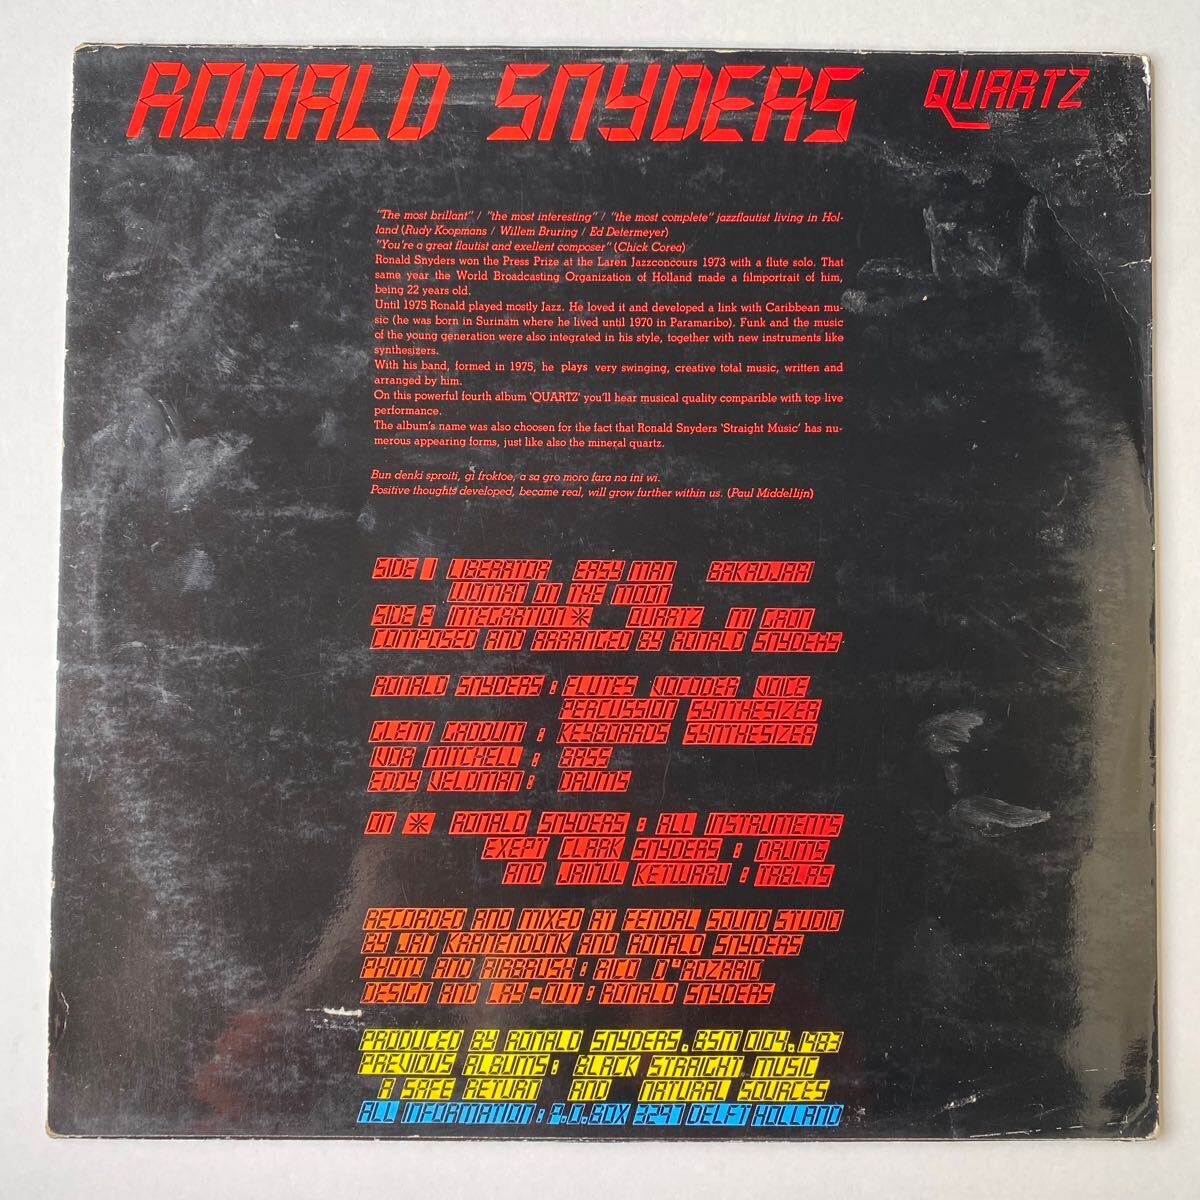 RONALD SNYDERS QUARTZ
"The most brillant" / "the most interesting" / "the most complete" jazzflautist living in Hol-
land (Rudy Koopmans / Willem Bruring / Ed Determeyer)
"You're a great flautist and exellent composer" (Chick Corea)
Ronald Snyders won the Press Prize at the Laren Jazzconcours 1973 with a flute solo. That
same year the World Broadcasting Organization of Holland made a filmportrait of him,
being 22 years old.
Until 1975 Ronald played mostly Jazz. He loved it and developed a link with Caribbean mu-
sic (he was born in Surinam where he lived until 1970 in Paramaribo). Funk and the music
of the young generation were also integrated in his style, together with new instruments like
synthesizers.
With his band, formed in 1975, he plays very swinging, creative total music, written and
arranged by him.
On this powerful fourth album 'QUARTZ' you'll hear musical quality comparible with top live
performance.
The album's name was also choosen for the fact that Ronald Snyders 'Straight Music' has nu-
merous appearing forms, just like also the mineral quartz.
Bun denki sproiti, gi froktoe, a sa gro moro fara na ini wi.
Positive thoughts developed, became real, will grow further within us. (Paul Middellijn)
SIDE 1 LIBERATOR EASY MAN BAKADJARI
WOMAN ON THE MOON
SIDE 2 INTEGRATION * QUARTZ MI GRON
COMPOSED AND ARRANGED BY RONALD SNYDERS
RONALD SNYDERS : FLUTES VOCODER VOICE
PERCUSSION SYNTHESIZER
GLENN GADDUM : KEYBOARDS SYNTHESIZER
VOR MITCHELL : BASS
EDDY VELDMAN : DRUMS
ON * RONALD SNYDERS : ALL INSTRUMENTS
EXEPT CLARK SNYDERS : DRUMS
AND JAINUL KETWARU : TABLAS
RECORDED AND MIXED AT FENDAL SOUND STUDIO
BY JAN KRANENDONK AND RONALD SNYDERS
PHOTO AND AIRBRUSH : RICO D'ROZARIO
DESIGN AND LAY-OUT : RONALD SNYDERS
PRODUCED BY RONALD SNYDERS. BSM 0104. 1983
PREVIOUS ALBUMS : BLACK STRAIGHT MUSIC
A SAFE RETURN AND NATURAL SOURCES
ALL INFORMATION : P.O.BOX 3297 DELFT HOLLAND